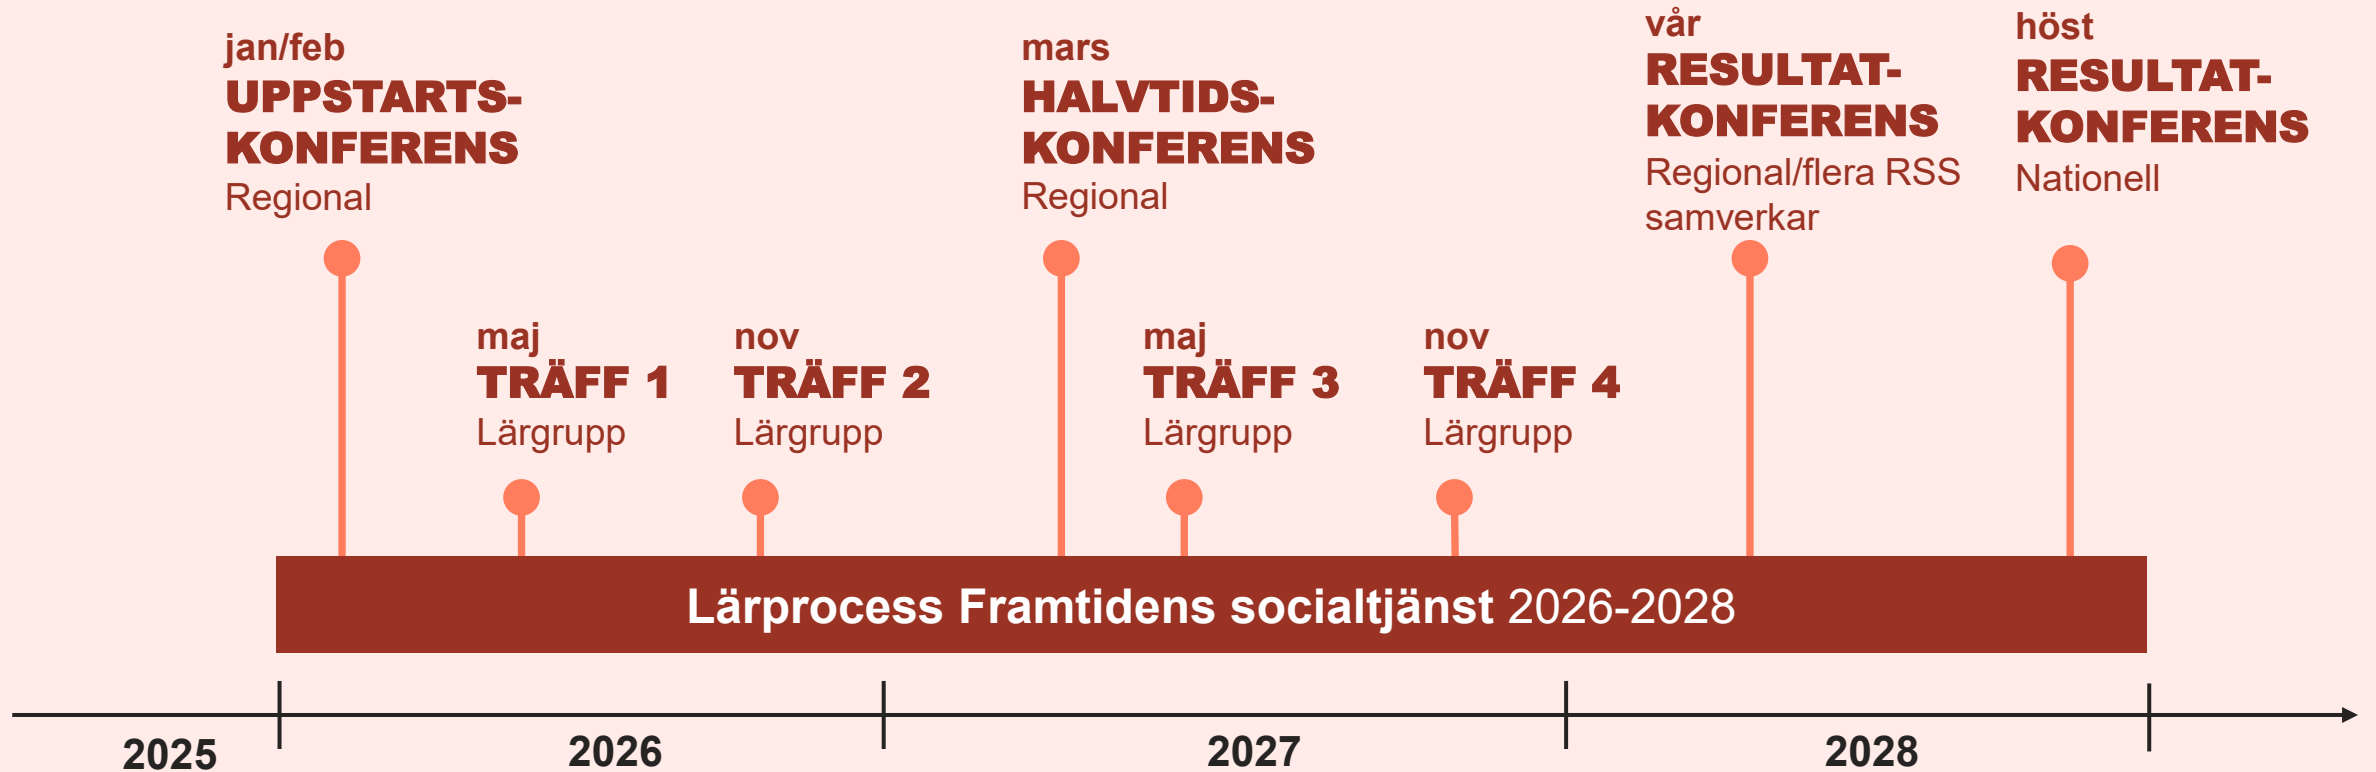 jan/feb
UPPSTARTS-
KONFERENS
Regional
maj
TRÄFF 1
Lärgrupp
nov
TRÄFF 2
Lärgrupp
mars
HALVTIDS-
KONFERENS
Regional
maj
TRÄFF 3
Lärgrupp
nov
TRÄFF 4
Lärgrupp
vår
RESULTAT-
KONFERENS
Regional/flera RSS
samverkar
höst
RESULTAT-
KONFERENS
Nationell
Lärprocess Framtidens socialtjänst 2026-2028
2025
2026
2027
2028